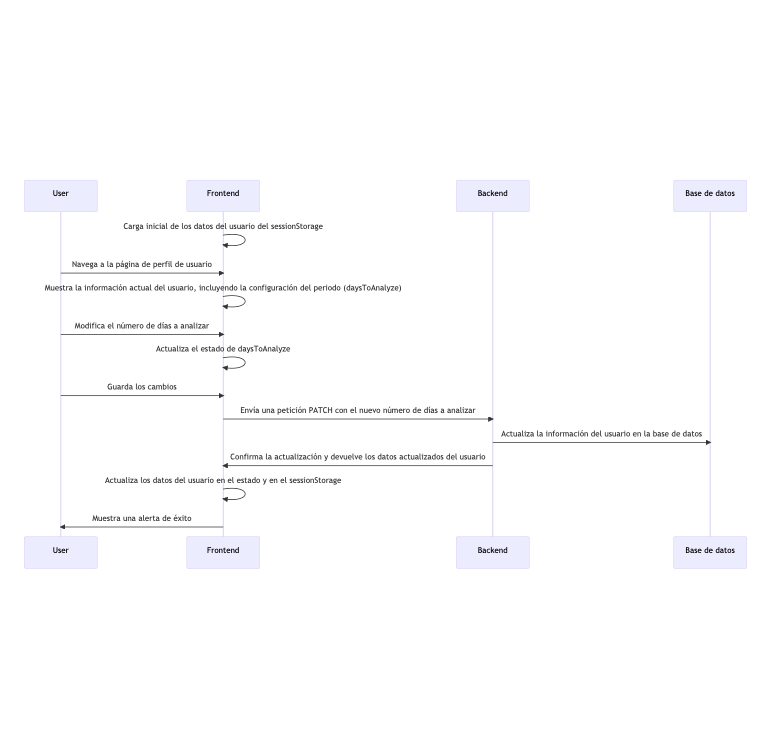 User
Frontend
Backend
Base de datos
Carga inicial de los datos del usuario del sessionStorage
Navega a la página de perfil de usuario
Muestra la información actual del usuario, incluyendo la configuración del periodo (daysToAnalyze)
Modifica el número de días a analizar
Actualiza el estado de daysToAnalyze
Guarda los cambios
Envía una petición PATCH con el nuevo número de días a analizar
Actualiza la información del usuario en la base de datos
Confirma la actualización y devuelve los datos actualizados del usuario
Actualiza los datos del usuario en el estado y en el sessionStorage
Muestra una alerta de éxito
User
Frontend
Backend
Base de datos